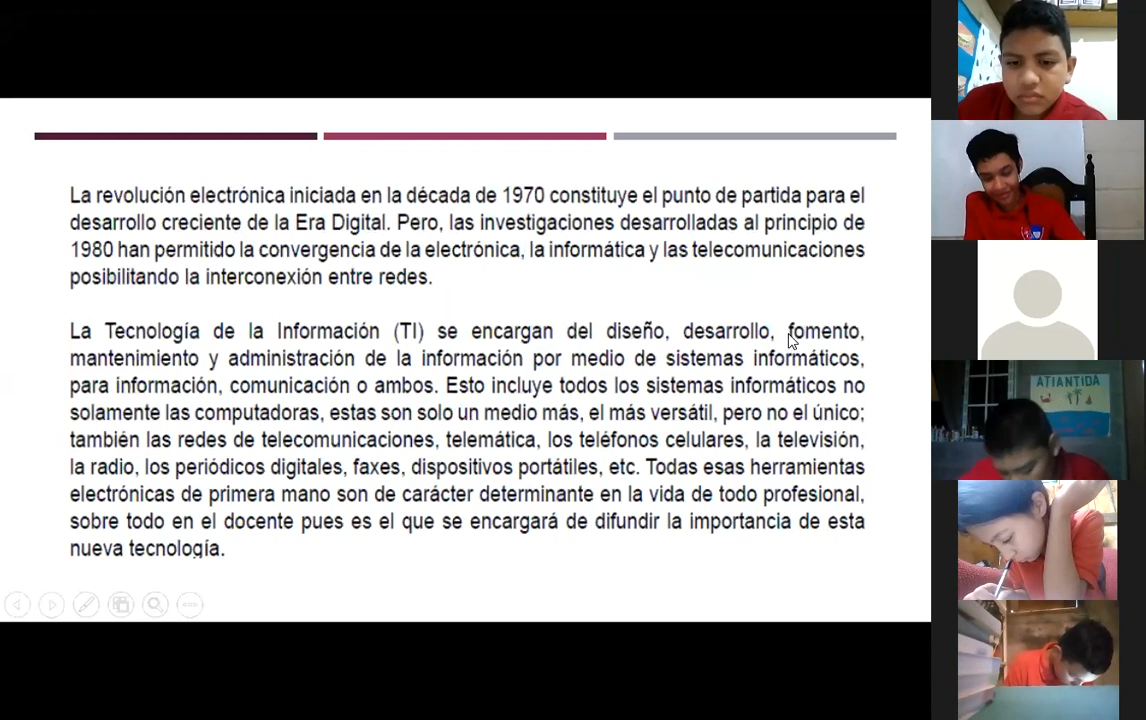 La revolución electrónica iniciada en la década de 1970 constituye el punto de partida para el
desarrollo creciente de la Era Digital. Pero, las investigaciones desarrolladas al principio de
1980 han permitido la convergencia de la electrónica, la informática y las telecomunicaciones
posibilitando la interconexión entre redes.
La Tecnología de la Información (TI) se encargan del diseño, desarrollo, fomento,
mantenimiento y administración de la información por medio de sistemas informáticos,
para información, comunicación o ambos. Esto incluye todos los sistemas informáticos no
solamente las computadoras, estas son solo un medio más, el más versátil, pero no el único;
también las redes de telecomunicaciones, telemática, los teléfonos celulares, la televisión,
la radio, los periódicos digitales, faxes, dispositivos portátiles, etc. Todas esas herramientas
electrónicas de primera mano son de carácter determinante en la vida de todo profesional,
sobre todo en el docente pues es el que se encargará de difundir la importancia de esta
nueva tecnología.
ATLANTIDA